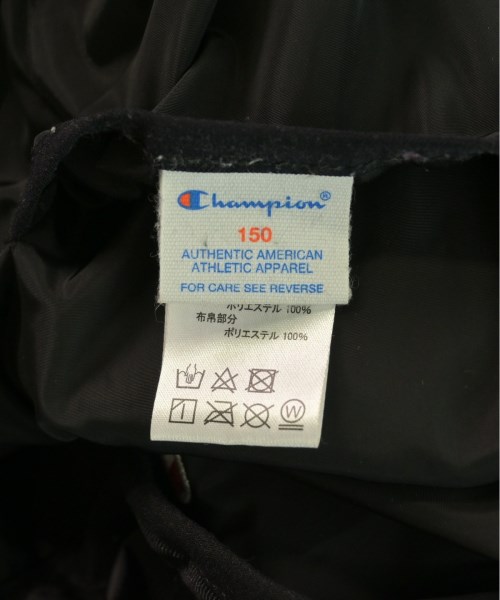 Champion®
150
AUTHENTIC AMERICAN
ATHLETIC APPAREL
FOR CARE SEE REVERSE
ポリエステル 100%
布帛部分
ポリエステル 100%
W